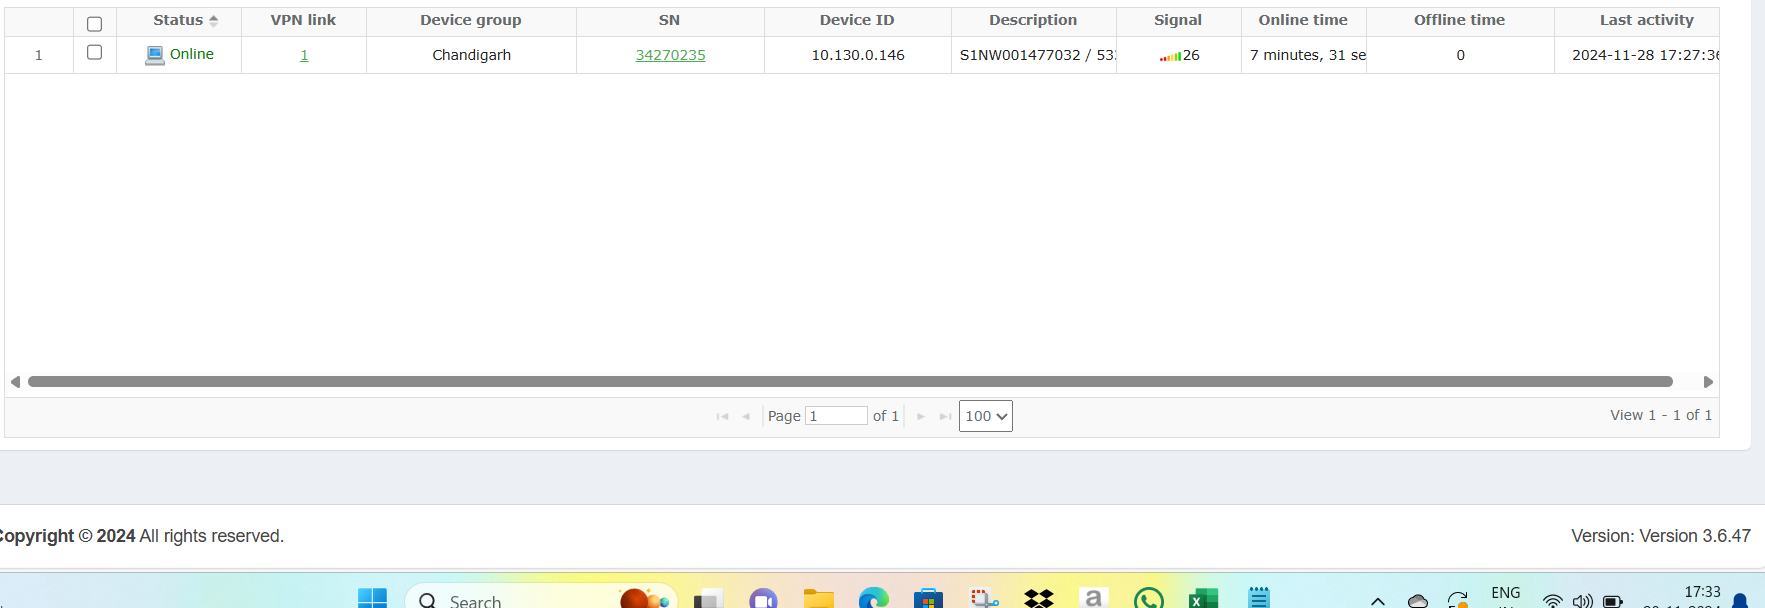 Status VPN link Device group SN Device ID Description Signal Online time Offline time Last activity
1 Online 1 Chandigarh 34270235 10.130.0.146 S1NW001477032 / 53 26 7 minutes, 31 se 0 2024-11-28 17:27:36
Page 1 of 1 100 View 1 - 1 of 1
Copyright © 2024 All rights reserved. Version: Version 3.6.47
Search ENG 17:33